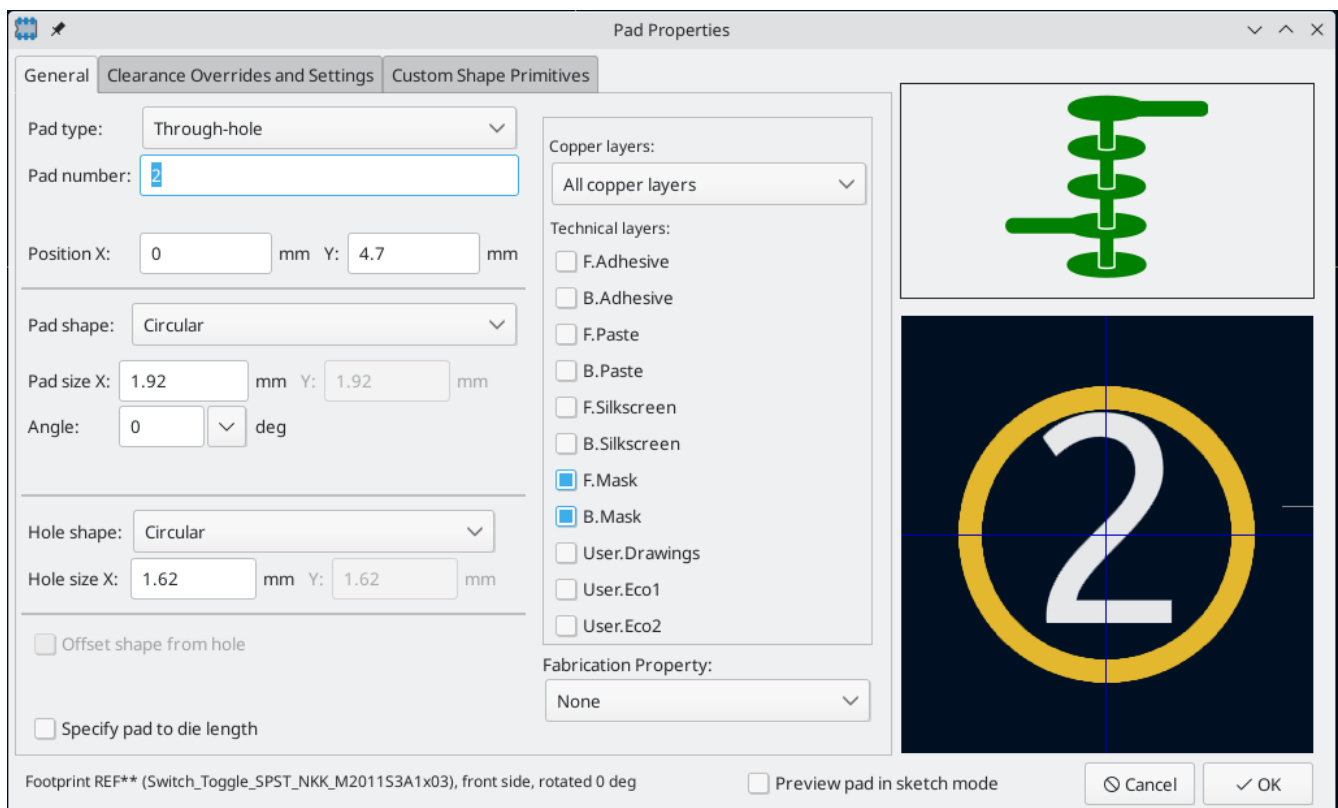 Pad Properties
General
Clearance Overrides and Settings
Custom Shape Primitives
Pad type:
Through-hole
Pad number:
2
Position X:
0
mm
Y:
4.7
mm
Pad shape:
Circular
Pad size X:
1.92
mm
Y:
1.92
mm
Angle:
0
deg
Hole shape:
Circular
Hole size X:
1.62
mm
Y:
1.62
mm
Offset shape from hole
Specify pad to die length
Copper layers:
All copper layers
Technical layers:
F.Adhesive
B.Adhesive
F.Paste
B.Paste
F.Silkscreen
B.Silkscreen
F.Mask
B.Mask
User.Drawings
User.Eco1
User.Eco2
Fabrication Property:
None
2
Footprint REF** (Switch_Toggle_SPST_NKK_M2011S3A1x03), front side, rotated 0 deg
Preview pad in sketch mode
Cancel
OK